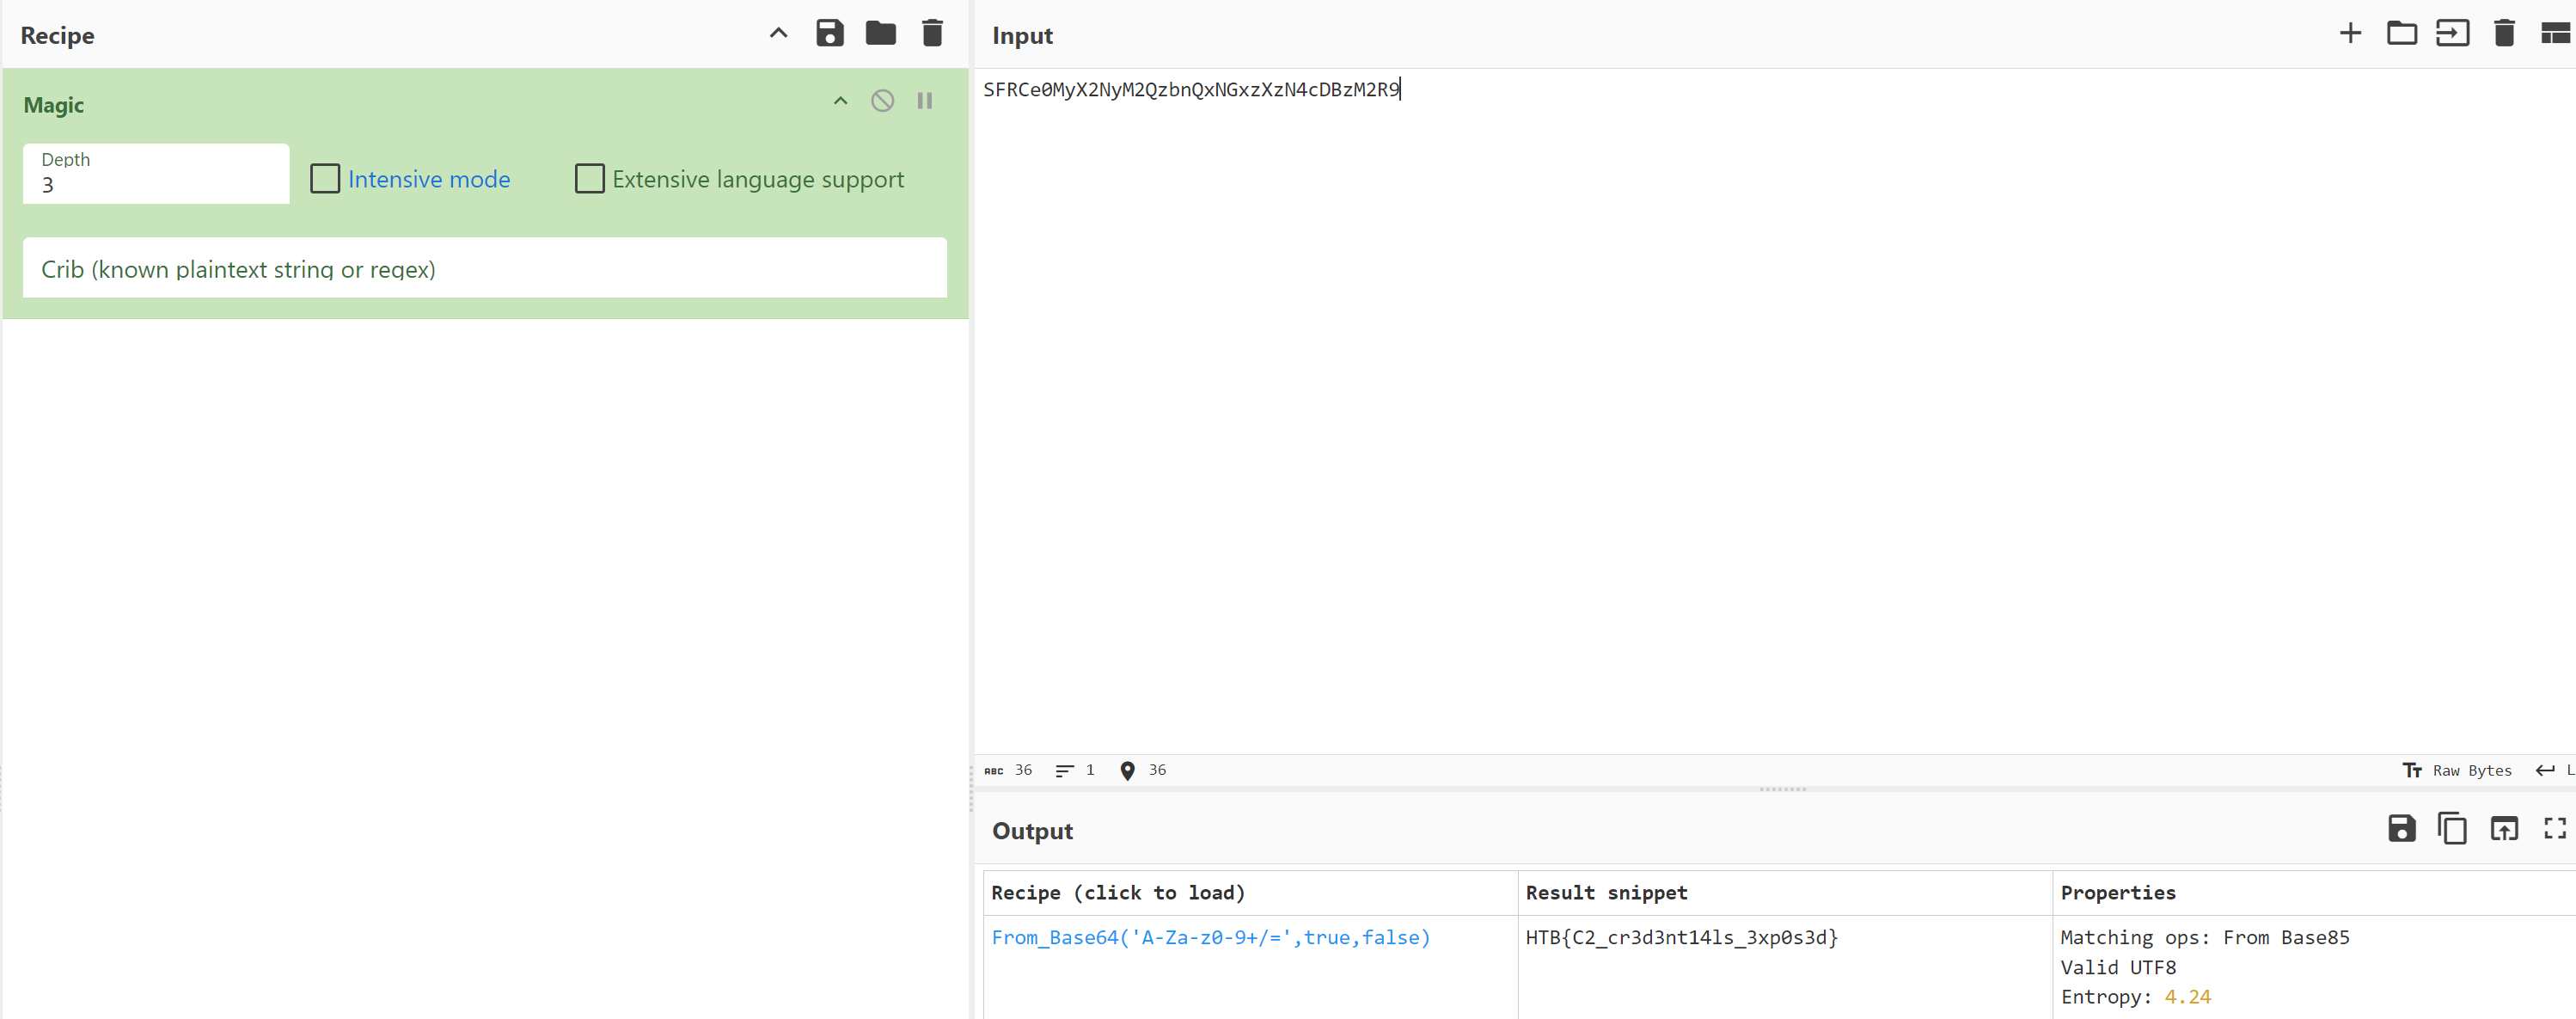 Recipe
Magic
Depth
3
Intensive mode
Extensive language support
Crib (known plaintext string or regex)
Input
SFRCe0MyX2NyM2QzbnQxNGxzXzN4cDBzM2R9
ABC 36 1 36
Raw Bytes L
Output
Recipe (click to load) Result snippet Properties
From_Base64('A-Za-z0-9+/=',true,false) HTB{C2_cr3d3nt14ls_3xp0s3d} Matching ops: From Base85
Valid UTF8
Entropy: 4.24